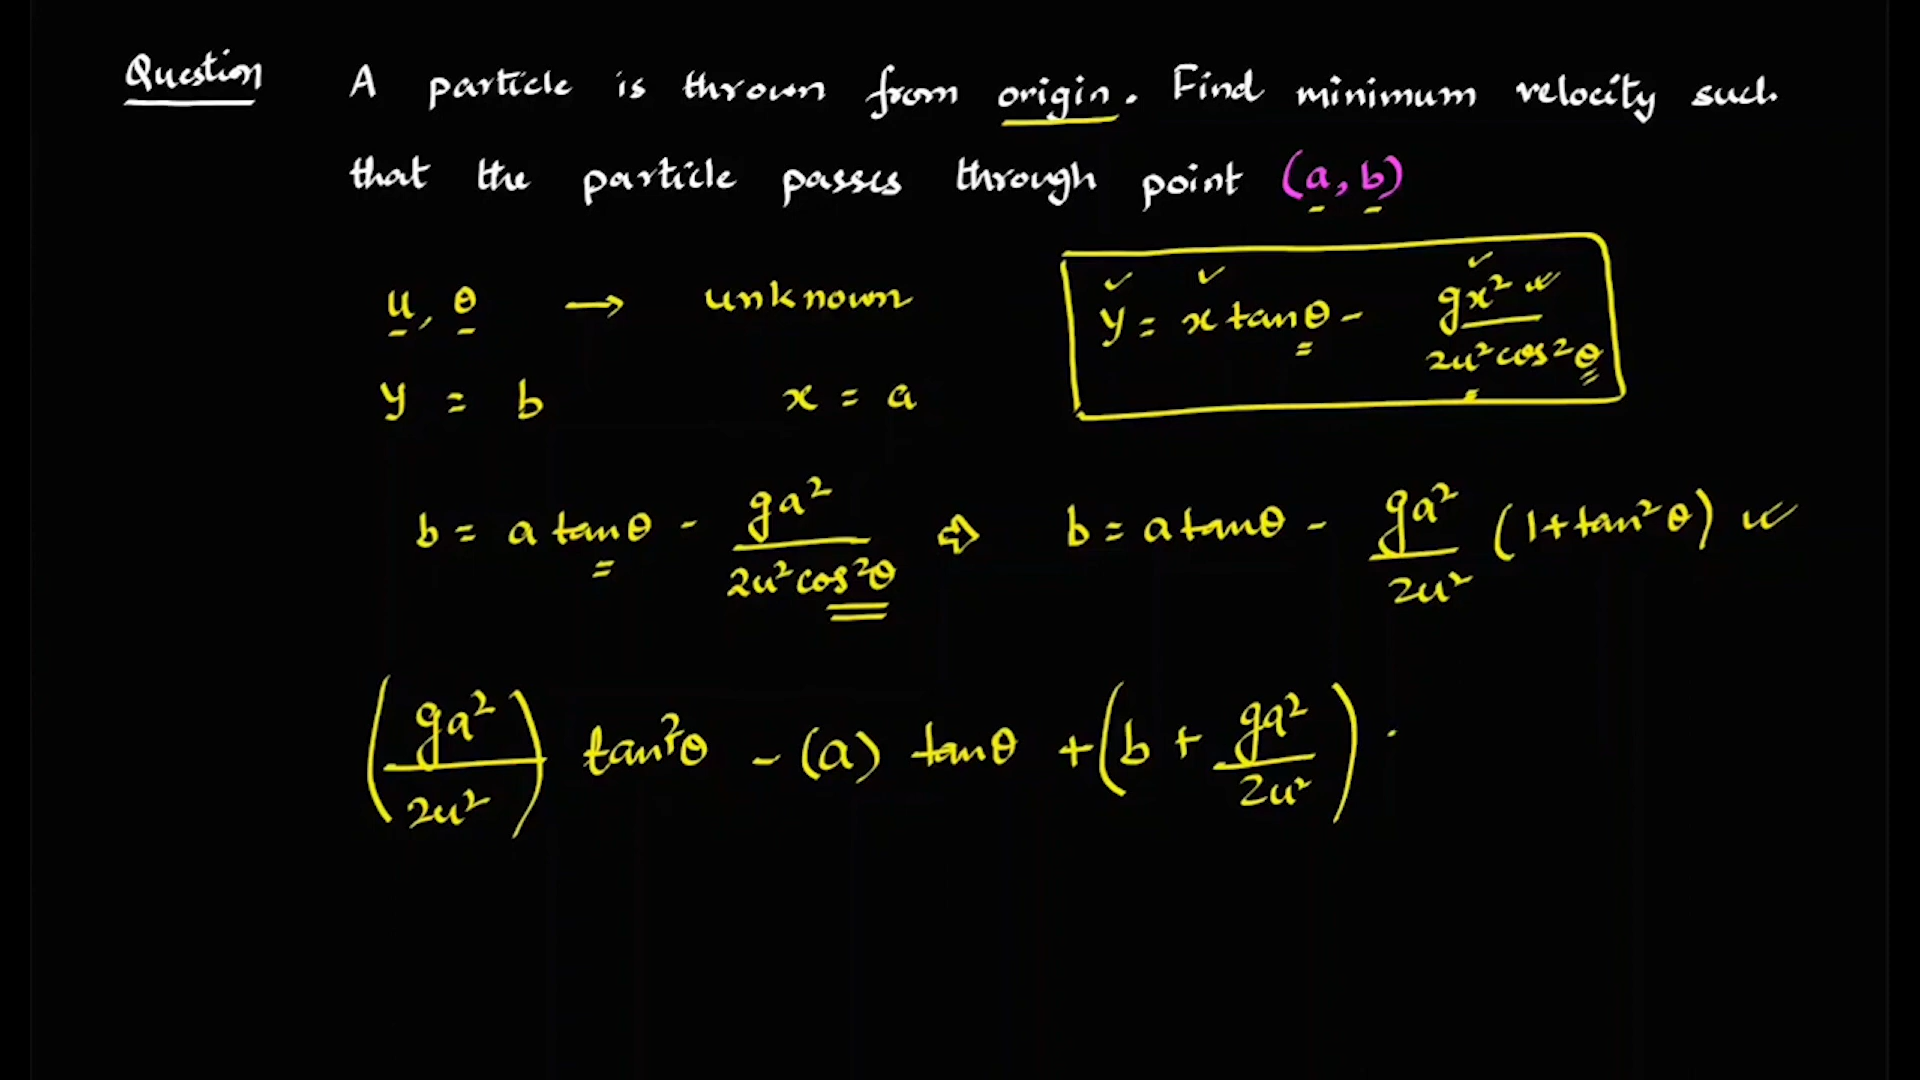 Question A particle is thrown from origin. Find minimum velocity such
that the particle passes through point (a, b)
u, θ → unknown
y = x tanθ - gx²/2u²cos²θ
y = b x = a
b = a tanθ - ga²/2u²cos²θ ⇨ b = a tanθ - ga²/2u² (1+tan²θ)
(ga²/2u²) tan²θ - (a) tanθ + (b + ga²/2u²) .